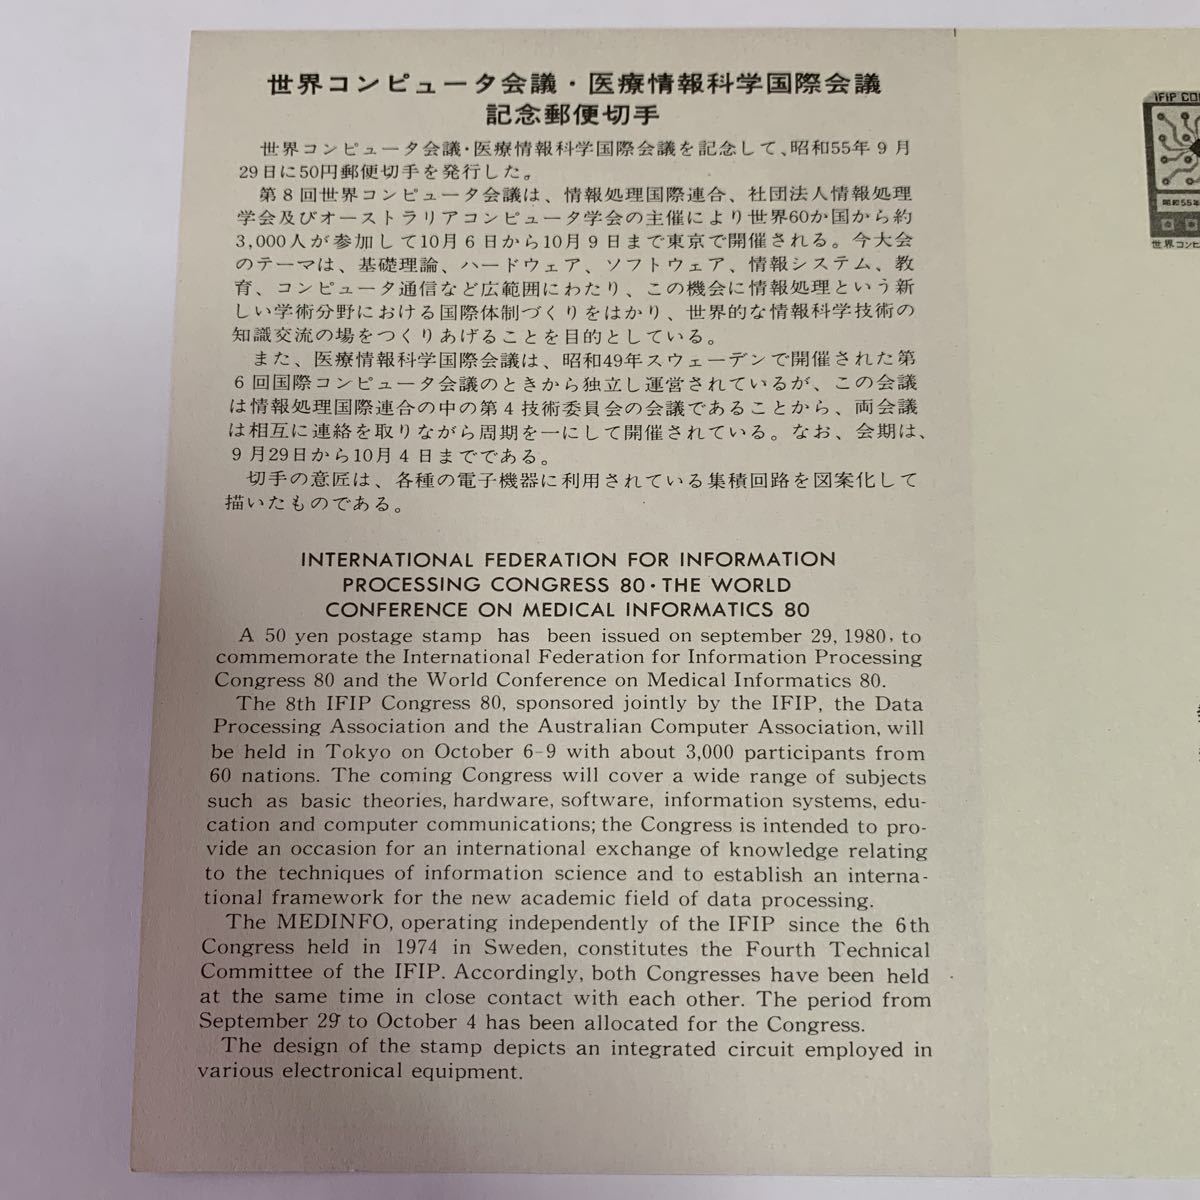 世界コンピュータ会議・医療情報科学国際会議
記念郵便切手
世界コンピュータ会議・医療情報科学国際会議を記念して、昭和55年9月
29日に50円郵便切手を発行した。
第8回世界コンピュータ会議は、情報処理国際連合、社団法人情報処理
学会及びオーストラリアコンピュータ学会の主催により世界60か国から約
3,000人が参加して10月6日から10月9日まで東京で開催される。今大会
のテーマは、基礎理論、ハードウェア、ソフトウェア、情報システム、教
育、コンピュータ通信など広範囲にわたり、この機会に情報処理という新
しい学術分野における国際体制づくりをはかり、世界的な情報科学技術の
知識交流の場をつくりあげることを目的としている。
また、医療情報科学国際会議は、昭和49年スウェーデンで開催された第
6回国際コンピュータ会議のときから独立し運営されているが、この会議
は情報処理国際連合の中の第4技術委員会の会議であることから、両会議
は相互に連絡を取りながら周期を一にして開催されている。なお、会期は、
9月29日から10月4日までである。
切手の意匠は、各種の電子機器に利用されている集積回路を図案化して
描いたものである。
INTERNATIONAL FEDERATION FOR INFORMATION
PROCESSING CONGRESS 80・THE WORLD
CONFERENCE ON MEDICAL INFORMATICS 80
A 50 yen postage stamp has been issued on september 29, 1980, to
commemorate the International Federation for Information Processing
Congress 80 and the World Conference on Medical Informatics 80.
The 8th IFIP Congress 80, sponsored jointly by the IFIP, the Data
Processing Association and the Australian Computer Association, will
be held in Tokyo on October 6-9 with about 3,000 participants from
60 nations. The coming Congress will cover a wide range of subjects
such as basic theories, hardware, software, information systems, edu-
cation and computer communications; the Congress is intended to pro-
vide an occasion for an international exchange of knowledge relating
to the techniques of information science and to establish an interna-
tional framework for the new academic field of data processing.
The MEDINFO, operating independently of the IFIP since the 6th
Congress held in 1974 in Sweden, constitutes the Fourth Technical
Committee of the IFIP. Accordingly, both Congresses have been held
at the same time in close contact with each other. The period from
September 29 to October 4 has been allocated for the Congress.
The design of the stamp depicts an integrated circuit employed in
various electronical equipment.
IFIP CO
昭和55年
世界コンピ